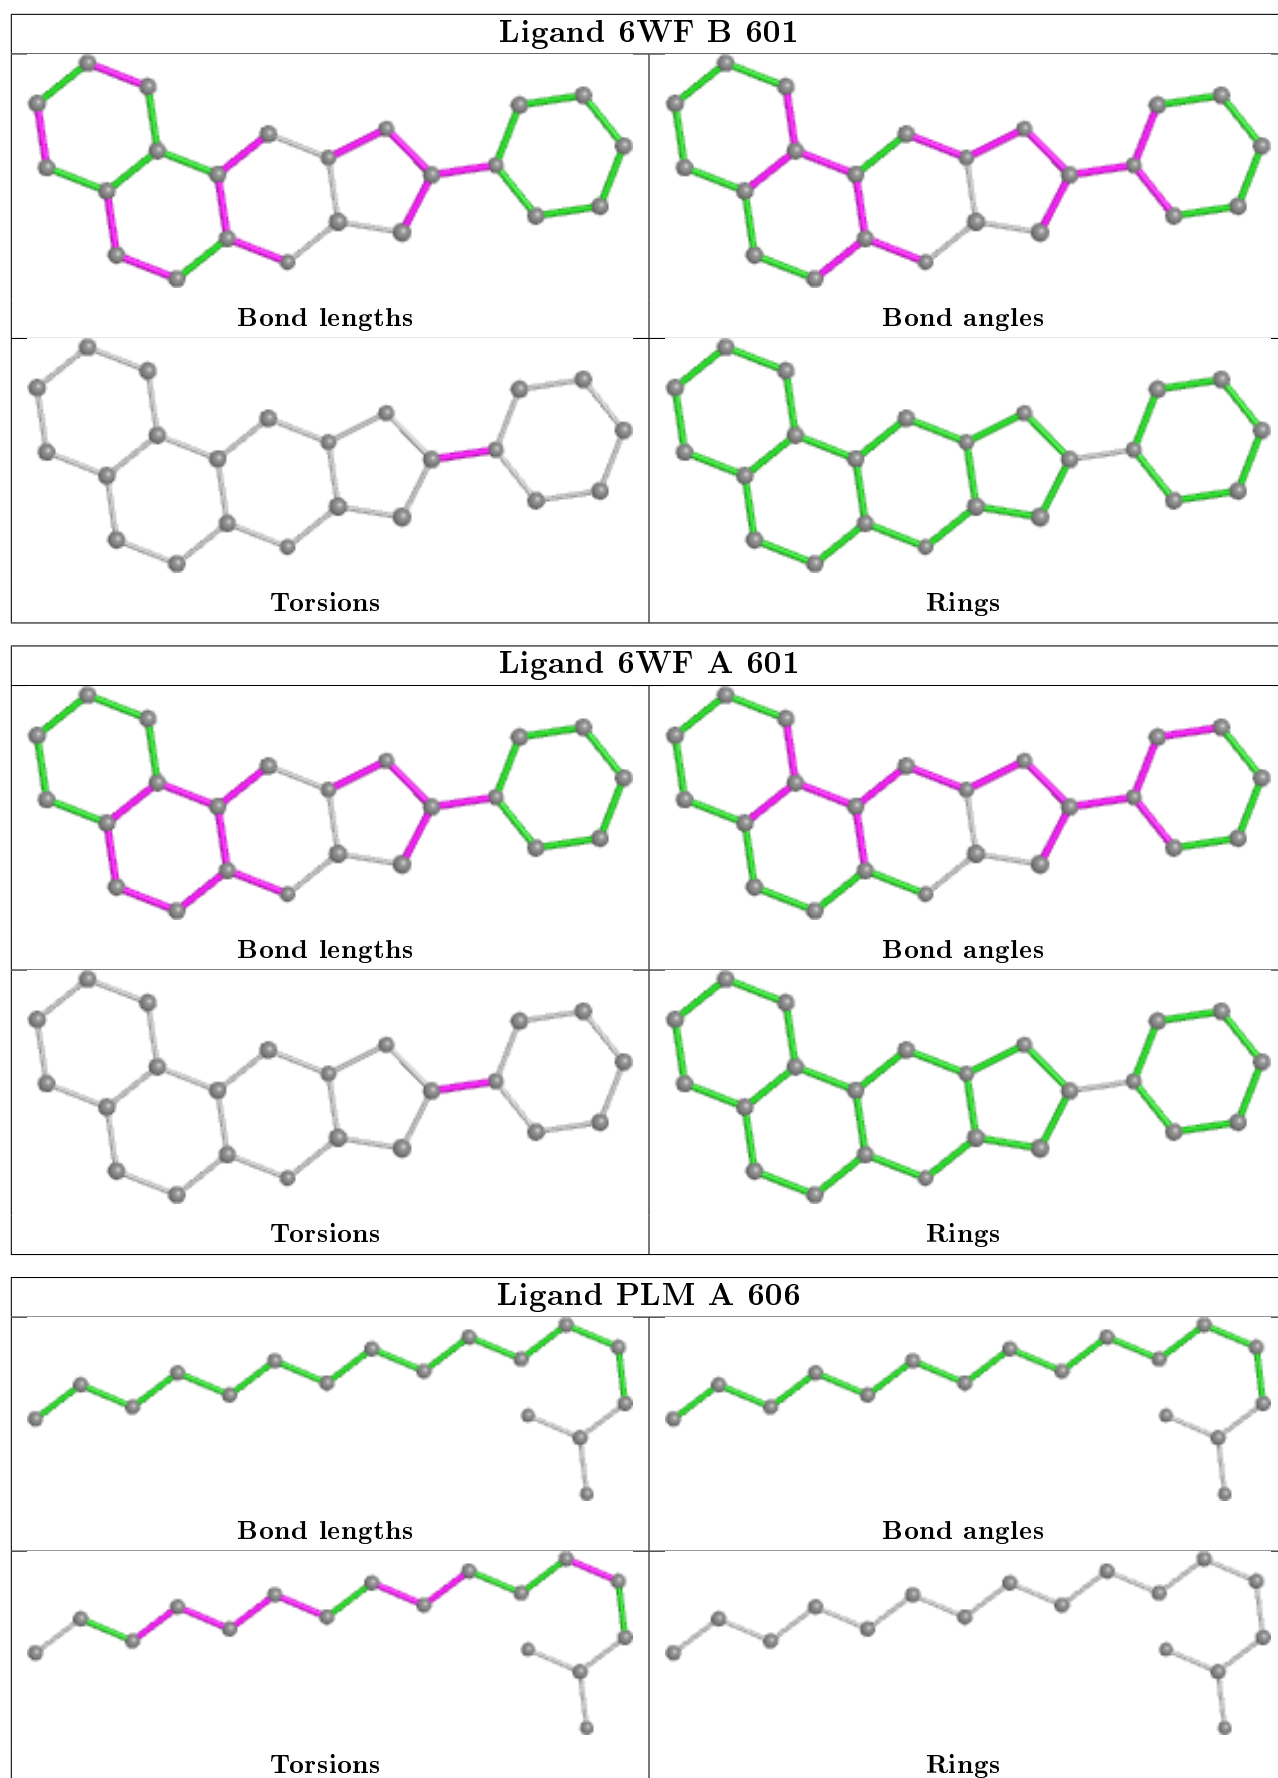 Ligand 6WF B 601
Bond lengths
Bond angles
Torsions
Rings
Ligand 6WF A 601
Bond lengths
Bond angles
Torsions
Rings
Ligand PLM A 606
Bond lengths
Bond angles
Torsions
Rings